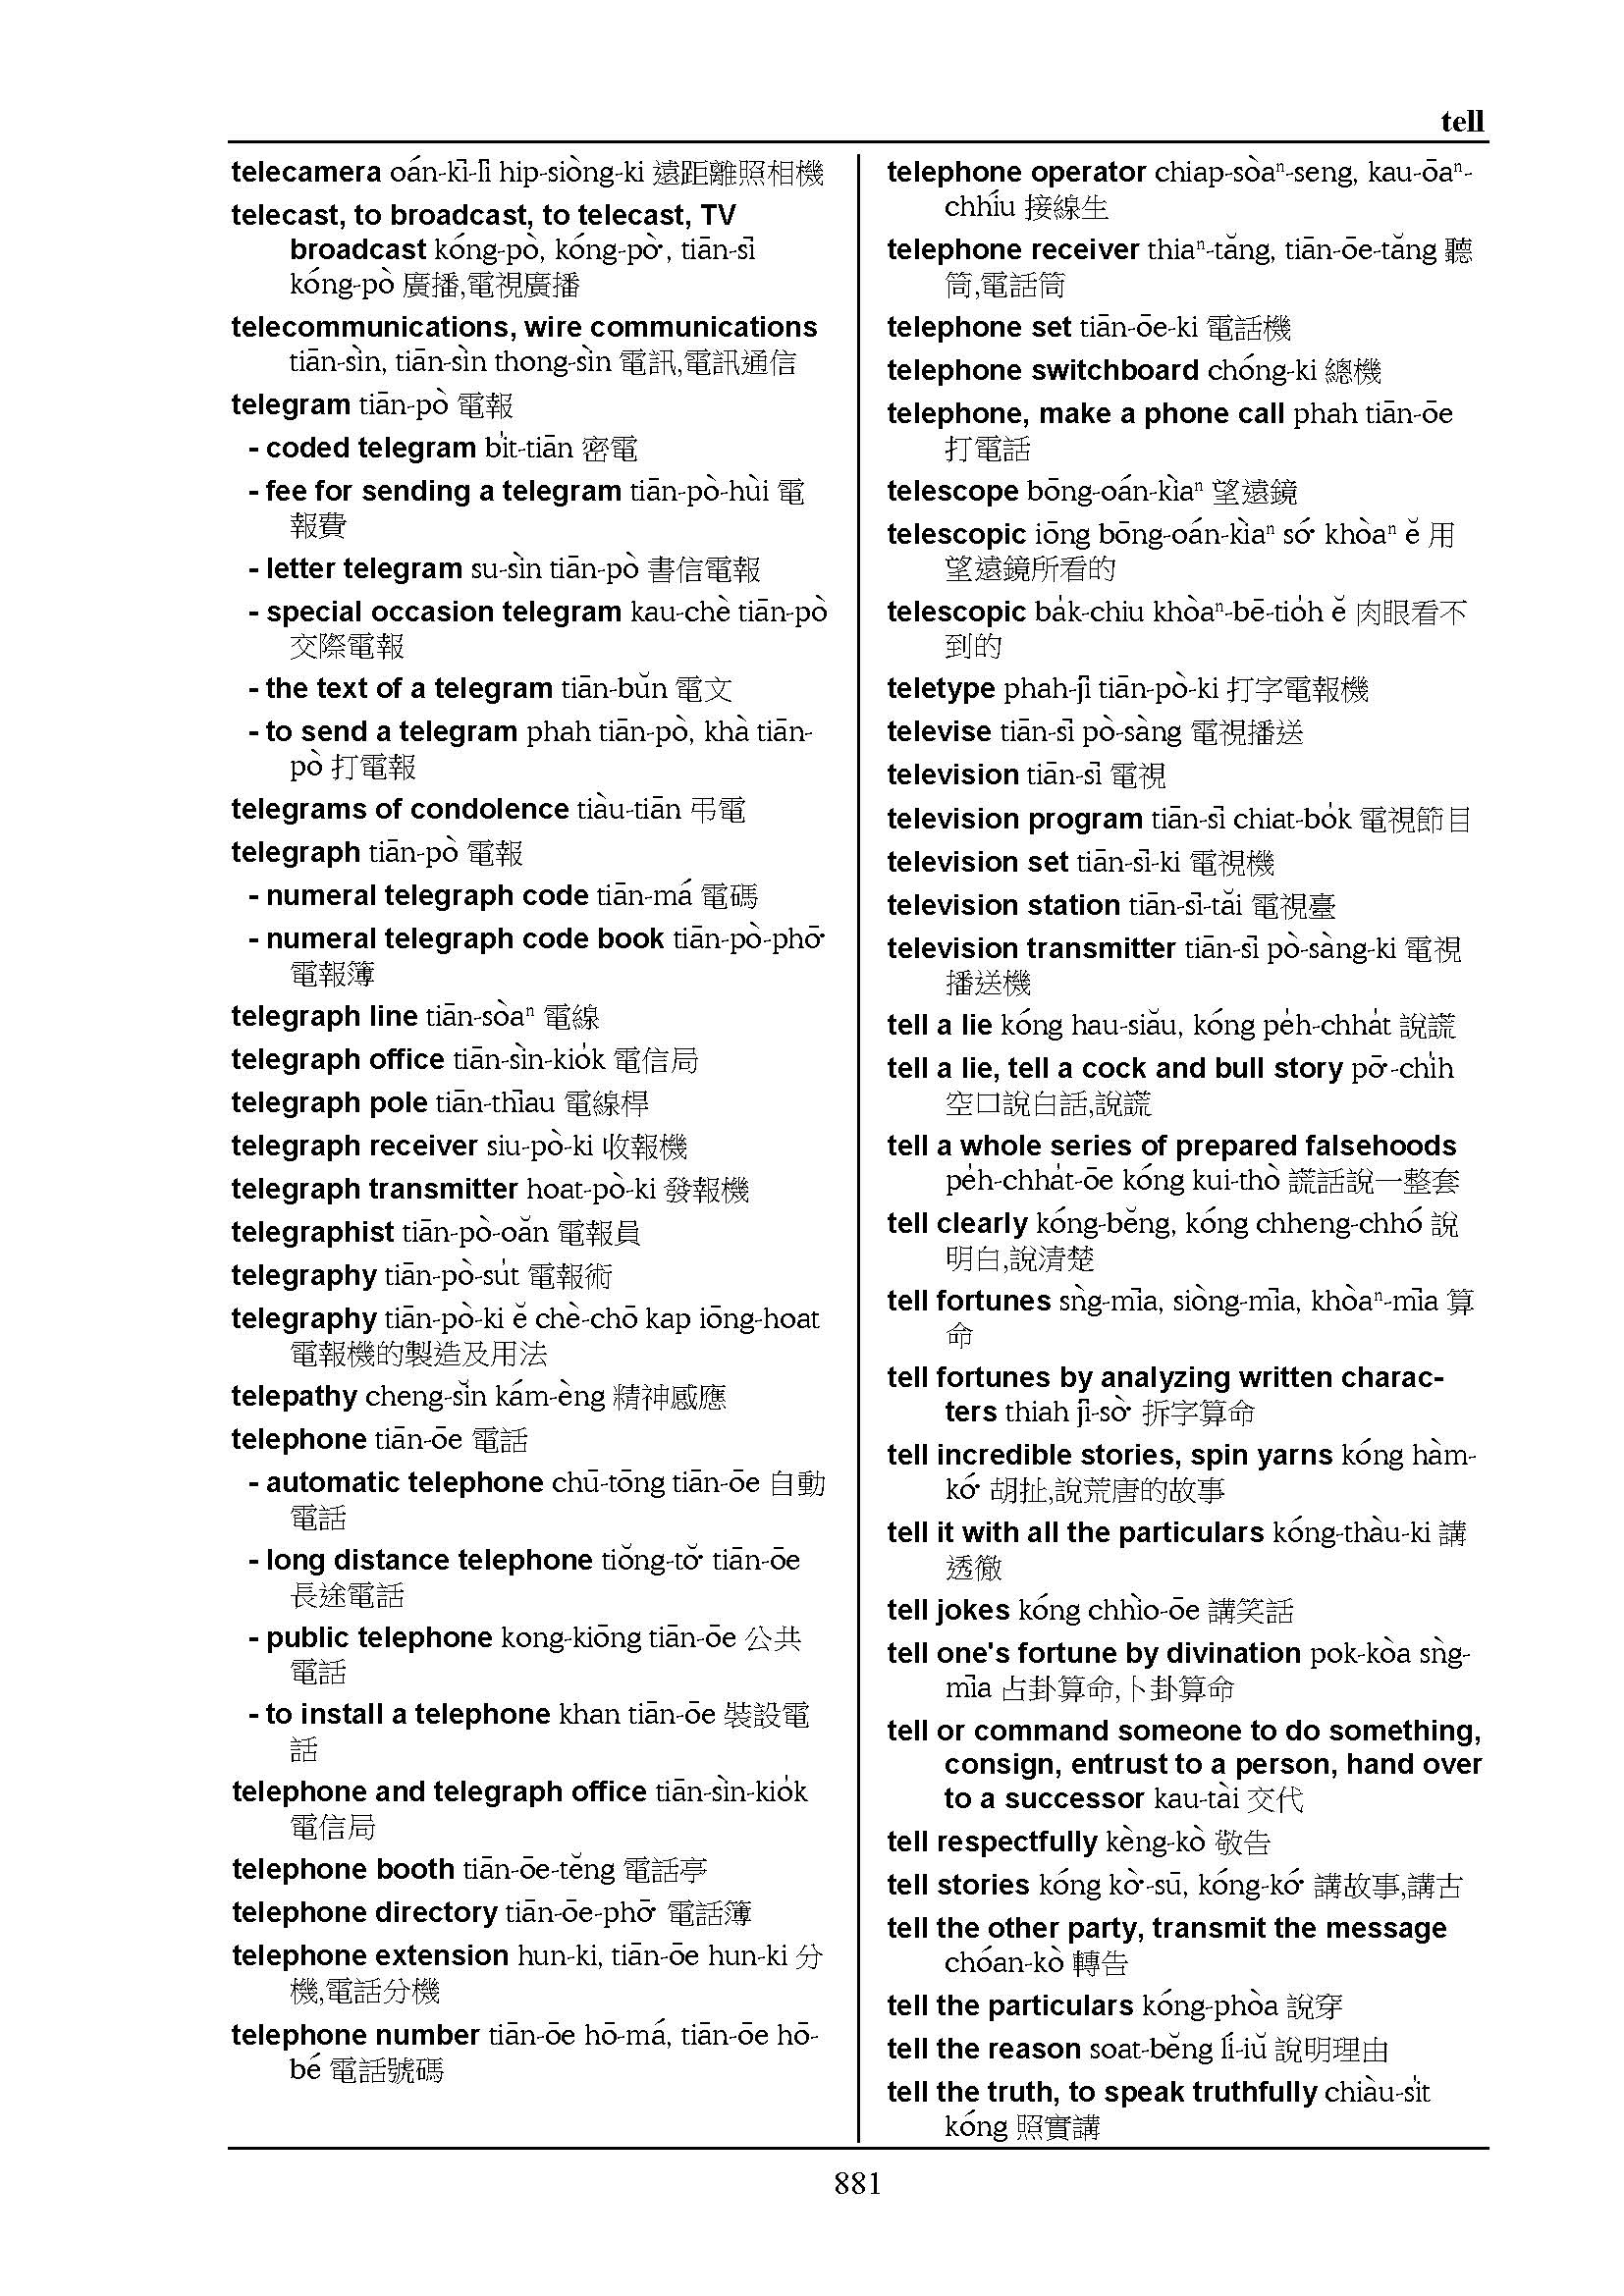 tell
telecamera oán-kī-lī hip-siòng-ki 遠距離照相機
telecast, to broadcast, to telecast, TV
broadcast kóng-pò, kóng-pò͘, tiān-sī
kóng-pò 廣播,電視廣播
telecommunications, wire communications
tiān-sìn, tiān-sìn thong-sìn 電訊,電訊通信
telegram tiān-pò 電報
- coded telegram bi̍t-tiān 密電
- fee for sending a telegram tiān-pò-hùi 電
報費
- letter telegram su-sìn tiān-pò 書信電報
- special occasion telegram kau-chè tiān-pò
交際電報
- the text of a telegram tiān-bŭn 電文
- to send a telegram phah tiān-pò, khà tiān-
pò 打電報
telegrams of condolence tiàu-tiān 弔電
telegraph tiān-pò 電報
- numeral telegraph code tiān-má 電碼
- numeral telegraph code book tiān-pò-phō͘
電報簿
telegraph line tiān-sòaⁿ 電線
telegraph office tiān-sìn-kio̍k 電信局
telegraph pole tiān-thīau 電線桿
telegraph receiver siu-pò-ki 收報機
telegraph transmitter hoat-pò-ki 發報機
telegraphist tiān-pò-oăn 電報員
telegraphy tiān-pò-su̍t 電報術
telegraphy tiān-pò-ki ĕ chè-chō kap iōng-hoat
電報機的製造及用法
telepathy cheng-sĭn kám-èng 精神感應
telephone tiān-ōe 電話
- automatic telephone chū-tōng tiān-ōe 自動
電話
- long distance telephone tiŏng-tŏ͘ tiān-ōe
長途電話
- public telephone kong-kiōng tiān-ōe 公共
電話
- to install a telephone khan tiān-ōe 裝設電
話
telephone and telegraph office tiān-sìn-kio̍k
電信局
telephone booth tiān-ōe-tĕng 電話亭
telephone directory tiān-ōe-phō͘ 電話簿
telephone extension hun-ki, tiān-ōe hun-ki 分
機,電話分機
telephone number tiān-ōe hō-má, tiān-ōe hō-
bé 電話號碼
telephone operator chiap-sòaⁿ-seng, kau-ōaⁿ-
chhíu 接線生
telephone receiver thiaⁿ-tăng, tiān-ōe-tăng 聽
筒,電話筒
telephone set tiān-ōe-ki 電話機
telephone switchboard chóng-ki 總機
telephone, make a phone call phah tiān-ōe
打電話
telescope bōng-oán-kìaⁿ 望遠鏡
telescopic iōng bōng-oán-kìaⁿ só͘ khòaⁿ ĕ 用
望遠鏡所看的
telescopic ba̍k-chiu khòaⁿ-bē-tio̍h ĕ 肉眼看不
到的
teletype phah-jī tiān-pò-ki 打字電報機
televise tiān-sī pò-sàng 電視播送
television tiān-sī 電視
television program tiān-sī chiat-bo̍k 電視節目
television set tiān-sī-ki 電視機
television station tiān-sī-tăi 電視臺
television transmitter tiān-sī pò-sàng-ki 電視
播送機
tell a lie kóng hau-siău, kóng pe̍h-chha̍t 說謊
tell a lie, tell a cock and bull story pō͘-chi̍h
空口說白話,說謊
tell a whole series of prepared falsehoods
pe̍h-chha̍t-ōe kóng kui-thò 謊話說一整套
tell clearly kóng-bĕng, kóng chheng-chhó 說
明白,說清楚
tell fortunes sǹg-mīa, siòng-mīa, khòaⁿ-mīa 算
命
tell fortunes by analyzing written charac-
ters thiah jī-sò͘ 拆字算命
tell incredible stories, spin yarns kóng hàm-
kó͘ 胡扯,說荒唐的故事
tell it with all the particulars kóng-thàu-ki 講
透徹
tell jokes kóng chhìo-ōe 講笑話
tell one's fortune by divination pok-kòa sǹg-
mīa 占卦算命,卜卦算命
tell or command someone to do something,
consign, entrust to a person, hand over
to a successor kau-tài 交代
tell respectfully kèng-kò 敬告
tell stories kóng kò͘-sū, kóng-kó͘ 講故事,講古
tell the other party, transmit the message
chóan-kò 轉告
tell the particulars kóng-phòa 說穿
tell the reason soat-bĕng lí-iŭ 說明理由
tell the truth, to speak truthfully chiàu-si̍t
kóng 照實講
881